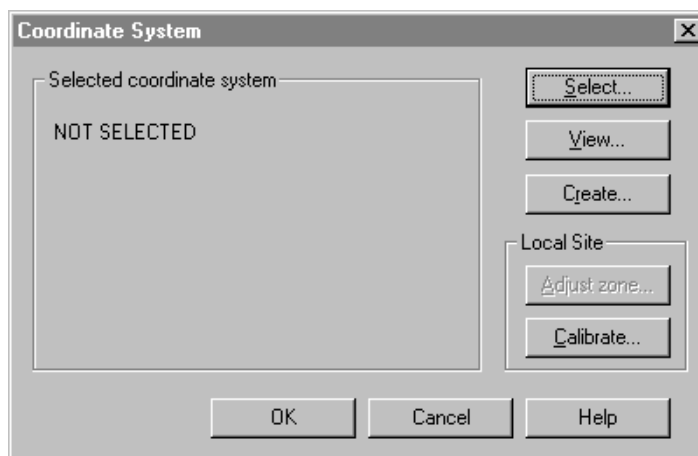 Coordinate System
Selected coordinate system
NOT SELECTED
Select...
View...
Create...
Local Site
Adjust zone...
Calibrate...
OK
Cancel
Help